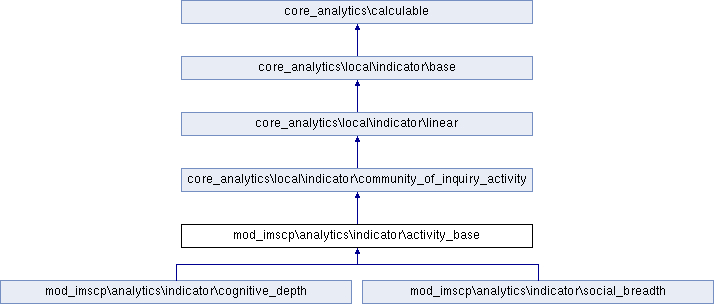 core_analytics\calculable
core_analytics\local\indicator\base
core_analytics\local\indicator\linear
core_analytics\local\indicator\community_of_inquiry_activity
mod_imscp\analytics\indicator\activity_base
mod_imscp\analytics\indicator\cognitive_depth
mod_imscp\analytics\indicator\social_breadth